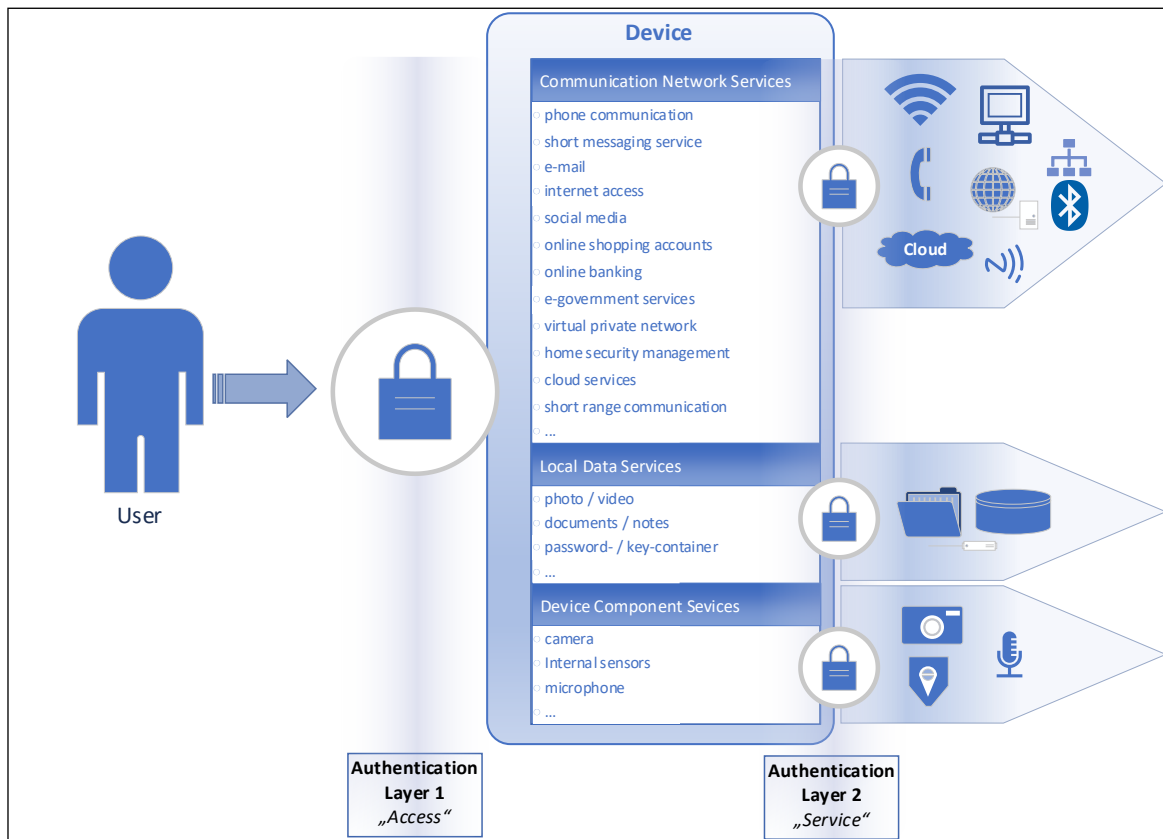 Device
Communication Network Services
phone communication
short messaging service
e-mail
internet access
social media
online shopping accounts
online banking
e-government services
virtual private network
home security management
cloud services
short range communication
...
Local Data Services
photo / video
documents / notes
password- / key-container
...
Device Component Sevices
camera
Internal sensors
microphone
...
Cloud
User
Authentication
Layer 1
„Access“
Authentication
Layer 2
„Service“